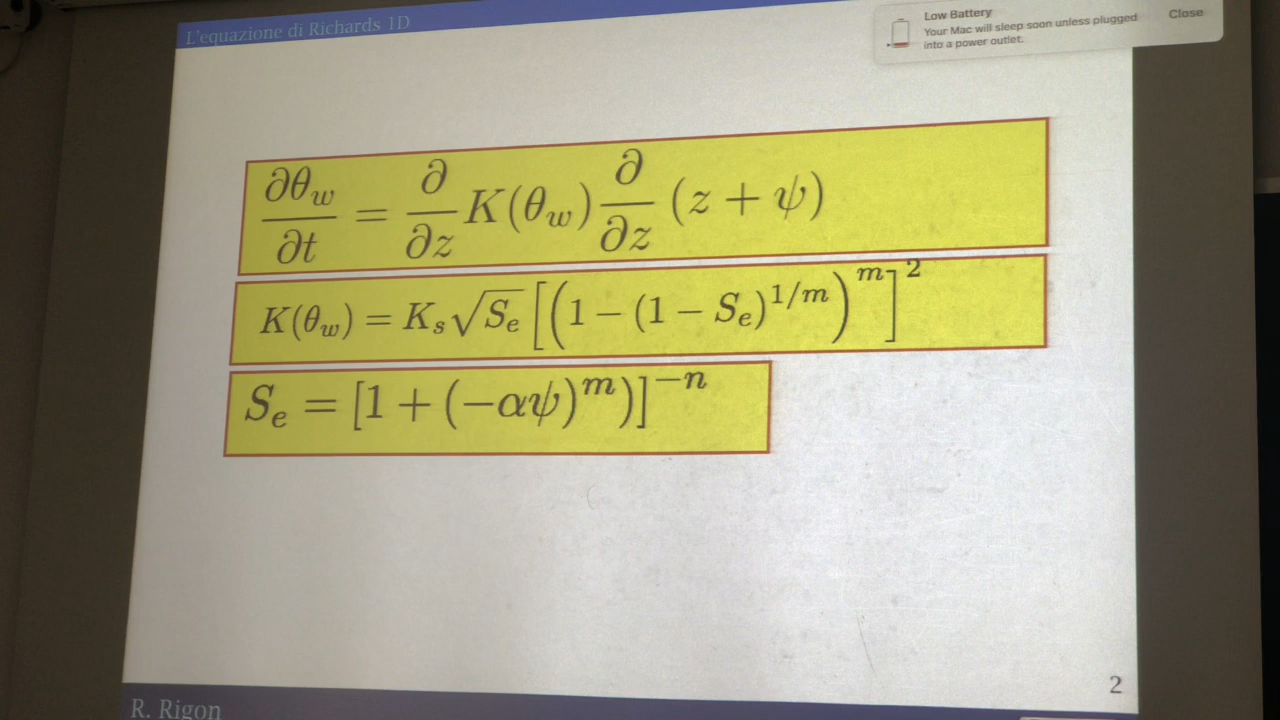 L'equazione di Richards 1D
Low Battery
Your Mac will sleep soon unless plugged
into a power outlet.
Close
∂θ_w/∂t = ∂/∂z K(θ_w) ∂/∂z (z + ψ)
K(θ_w) = K_s √S_e [(1 − (1 − S_e)^{1/m})^m]^2
S_e = [1 + (−αψ)^m)]^{−n}
2
R. Rigon